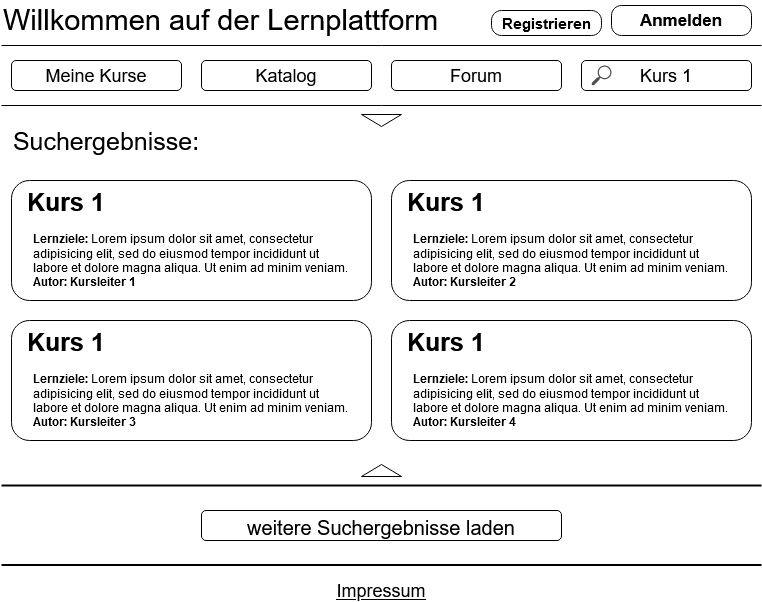 Willkommen auf der Lernplattform
Registrieren
Anmelden
Meine Kurse
Katalog
Forum
Kurs 1
Suchergebnisse:
Kurs 1
Lernziele: Lorem ipsum dolor sit amet, consectetur
adipisicing elit, sed do eiusmod tempor incididunt ut
labore et dolore magna aliqua. Ut enim ad minim veniam.
Autor: Kursleiter 1
Kurs 1
Lernziele: Lorem ipsum dolor sit amet, consectetur
adipisicing elit, sed do eiusmod tempor incididunt ut
labore et dolore magna aliqua. Ut enim ad minim veniam.
Autor: Kursleiter 2
Kurs 1
Lernziele: Lorem ipsum dolor sit amet, consectetur
adipisicing elit, sed do eiusmod tempor incididunt ut
labore et dolore magna aliqua. Ut enim ad minim veniam.
Autor: Kursleiter 3
Kurs 1
Lernziele: Lorem ipsum dolor sit amet, consectetur
adipisicing elit, sed do eiusmod tempor incididunt ut
labore et dolore magna aliqua. Ut enim ad minim veniam.
Autor: Kursleiter 4
weitere Suchergebnisse laden
Impressum